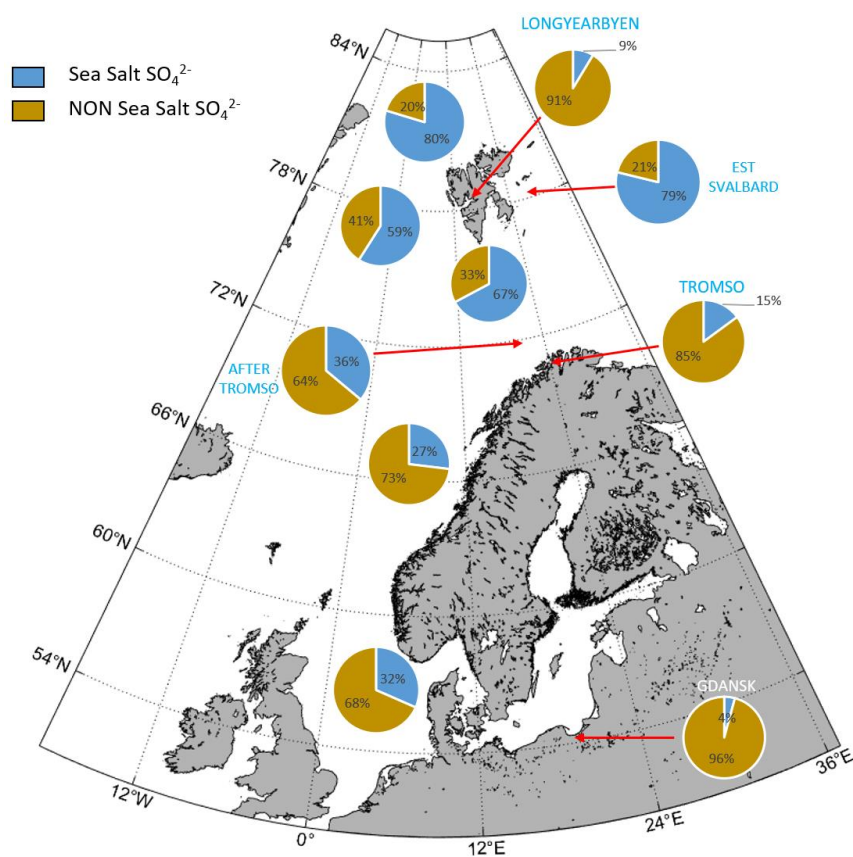 LONGYEARBYEN
84°N
9%
Sea Salt SO₄²⁻
91%
NON Sea Salt SO₄²⁻
20%
80%
78°N
21%
EST
SVALBARD
79%
41%
59%
33%
67%
TROMSO
72°N
15%
36%
85%
AFTER
TROMSO
64%
66°N
27%
73%
60°N
54°N
32%
68%
GDANSK
4%
96%
36°E
12°W
24°E
0°
12°E